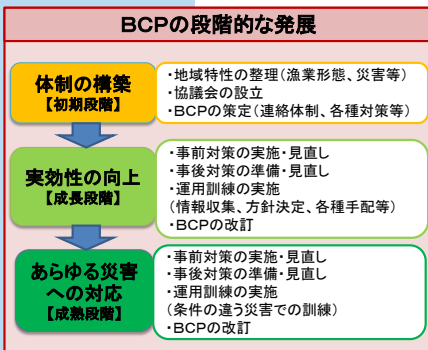 BCPの段階的な発展
体制の構築
【初期段階】
・地域特性の整理(漁業形態、災害等)
・協議会の設立
・BCPの策定(連絡体制、各種対策等)
実効性の向上
【成長段階】
・事前対策の実施・見直し
・事後対策の準備・見直し
・運用訓練の実施
(情報収集、方針決定、各種手配等)
・BCPの改訂
あらゆる災害
への対応
【成熟段階】
・事前対策の実施・見直し
・事後対策の準備・見直し
・運用訓練の実施
(条件の違う災害での訓練)
・BCPの改訂